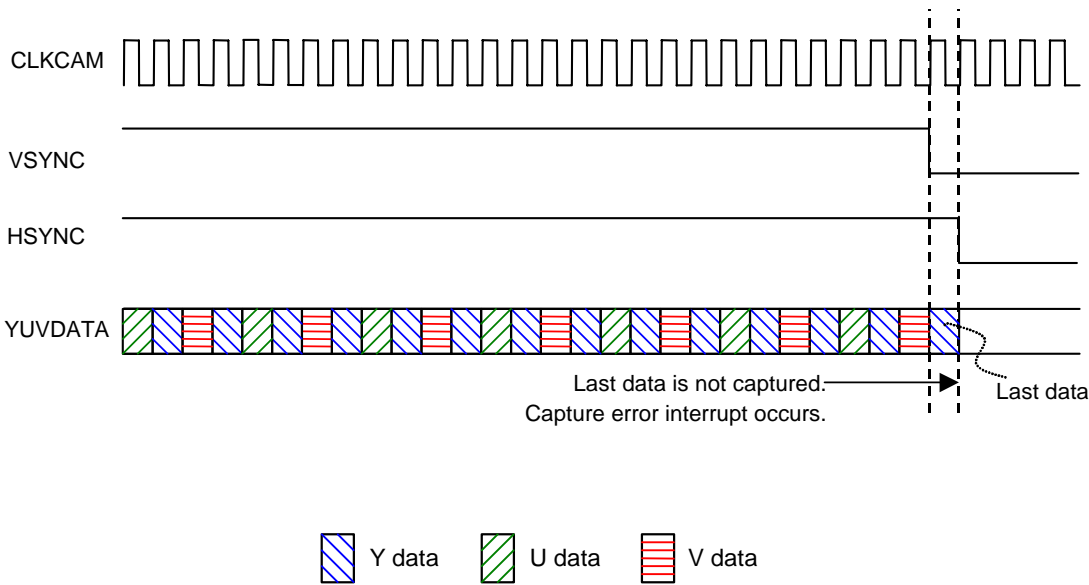 CLKCAM
VSYNC
HSYNC
YUVDATA
Last data is not captured.
Capture error interrupt occurs.
Last data
Y data
U data
V data